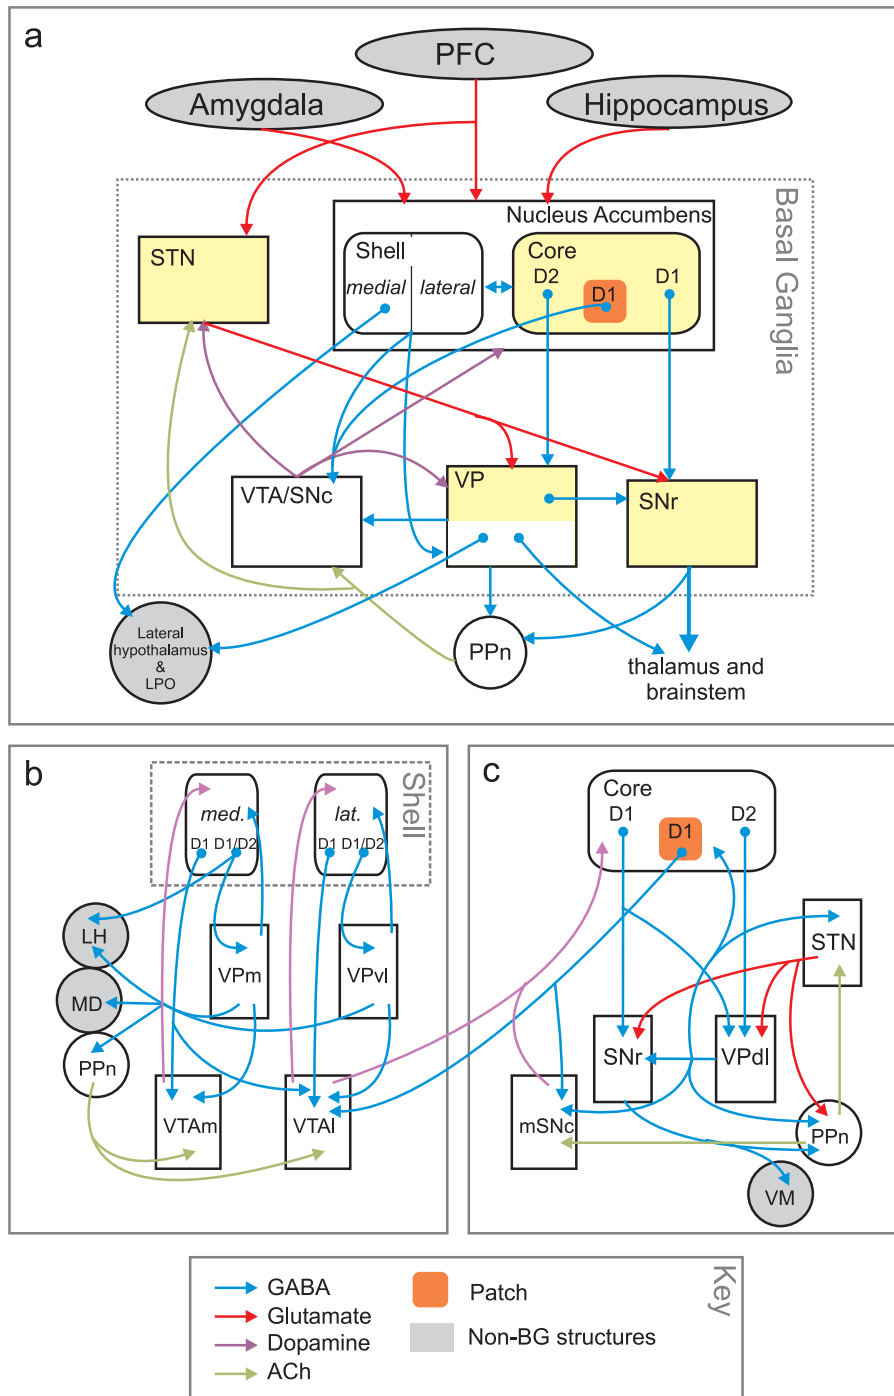 a
PFC
Amygdala
Hippocampus
Basal Ganglia
Nucleus Accumbens
STN
Shell
medial
lateral
Core
D2
D1
D1
VTA/SNc
VP
SNr
Lateral
hypothalamus
&
LPO
PPn
thalamus and
brainstem
b
Shell
med.
D1
D1/D2
lat.
D1
D1/D2
LH
MD
PPn
VPm
VPvl
VTAm
VTAl
c
Core
D1
D1
D2
STN
SNr
VPdl
mSNc
PPn
VM
Key
GABA
Glutamate
Dopamine
ACh
Patch
Non-BG structures